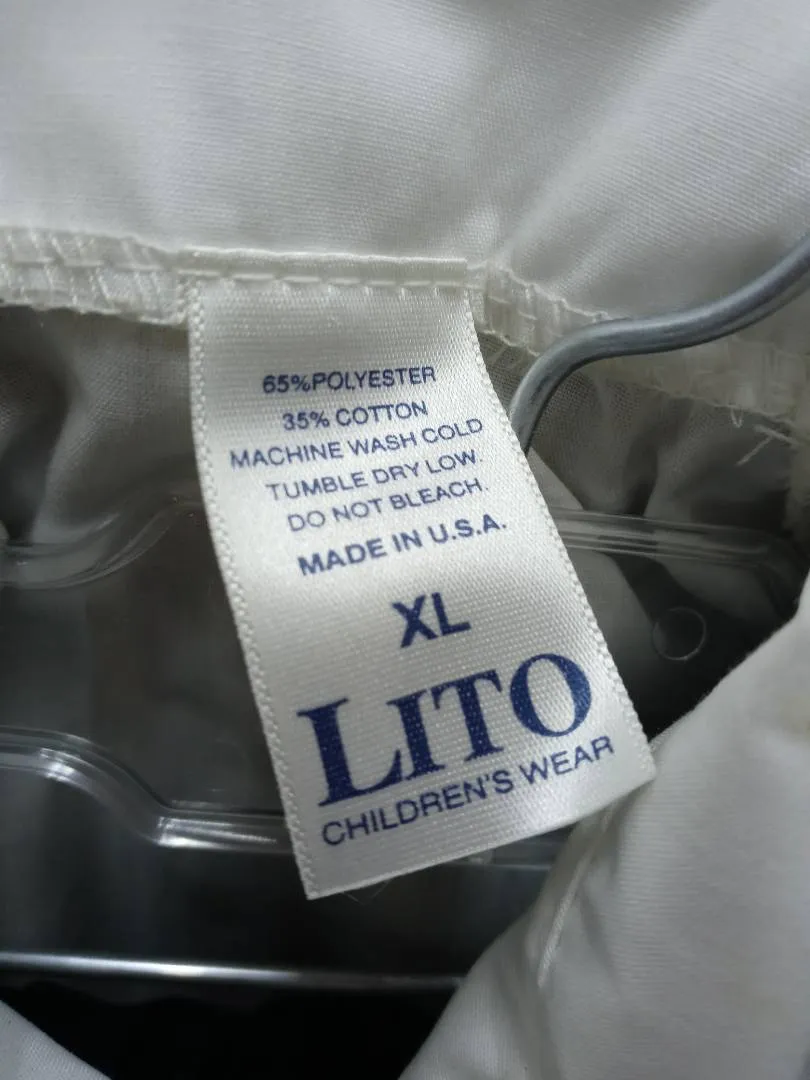 65%POLYESTER
35% COTTON
MACHINE WASH COLD
TUMBLE DRY LOW.
DO NOT BLEACH.
MADE IN U.S.A.
XL
LITO
CHILDREN'S WEAR